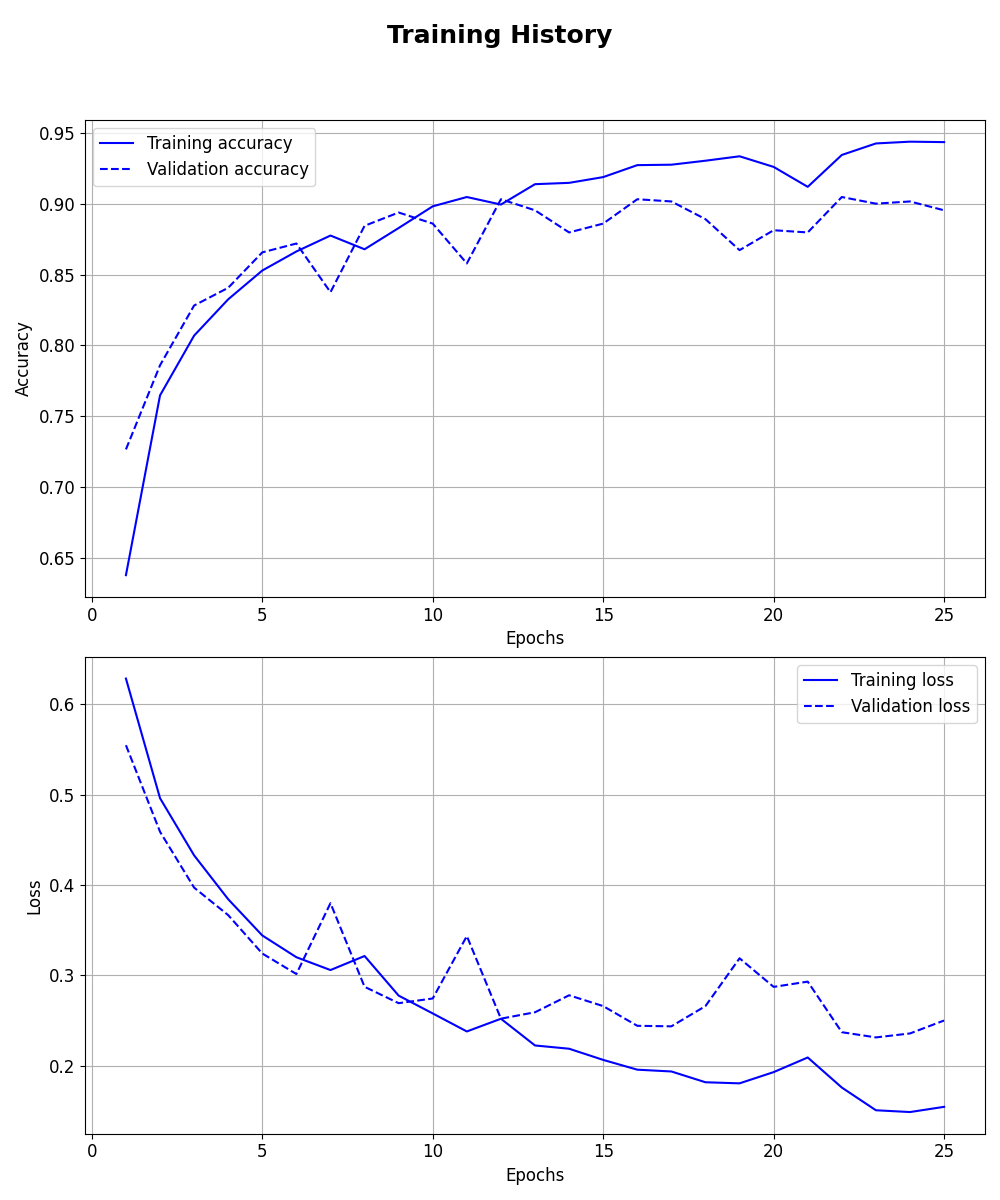 Training History
Training accuracy
Validation accuracy
0.95
0.90
0.85
0.80
0.75
0.70
0.65
Accuracy
0 5 10 15 20 25
Epochs
Training loss
Validation loss
0.6
0.5
0.4
0.3
0.2
Loss
0 5 10 15 20 25
Epochs